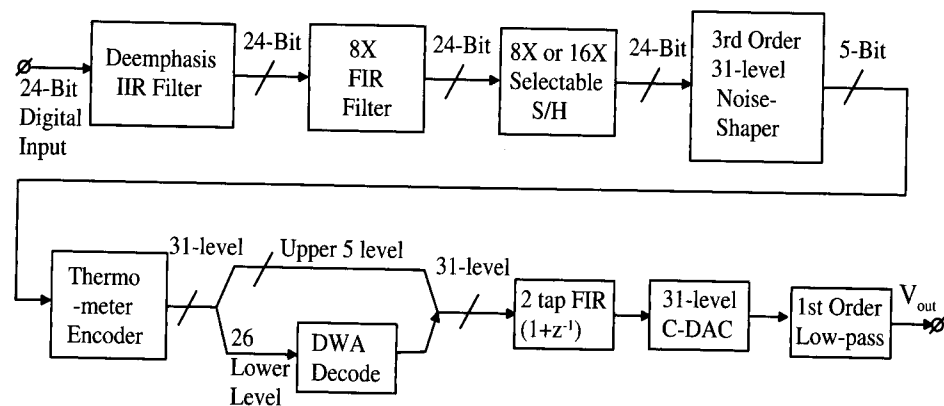 24-Bit
Digital
Input
Deemphasis
IIR Filter
24-Bit
8X
FIR
Filter
24-Bit
8X or 16X
Selectable
S/H
24-Bit
3rd Order
31-level
Noise-
Shaper
5-Bit
Thermo
-meter
Encoder
31-level
Upper 5 level
26
Lower
Level
DWA
Decode
31-level
2 tap FIR
(1+z⁻¹)
31-level
C-DAC
1st Order
Low-pass
Vout